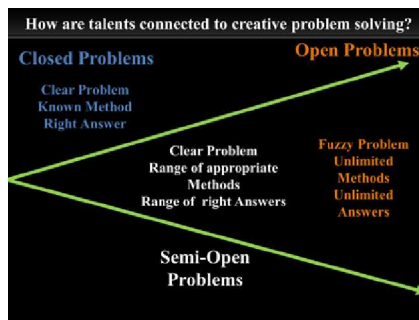 How are talents connected to creative problem solving?
Closed Problems
Open Problems
Clear Problem
Known Method
Right Answer
Clear Problem
Range of appropriate
Methods
Range of right Answers
Fuzzy Problem
Unlimited
Methods
Unlimited
Answers
Semi-Open
Problems